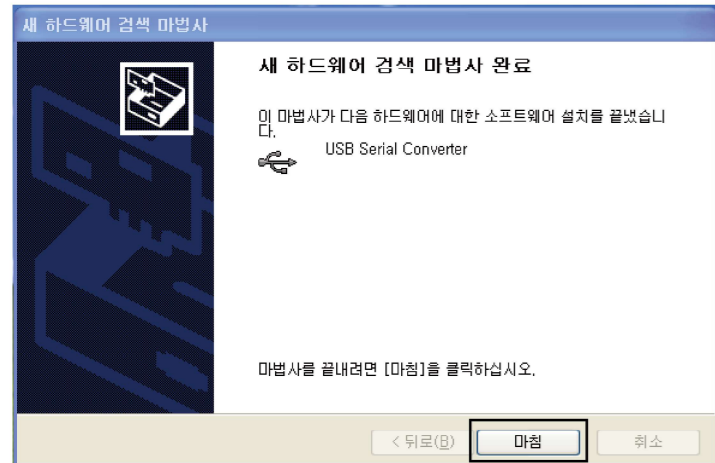 새 하드웨어 검색 마법사
새 하드웨어 검색 마법사 완료
이 마법사가 다음 하드웨어에 대한 소프트웨어 설치를 끝냈습니
다.
USB Serial Converter
마법사를 끝내려면 [마침]을 클릭하십시오.
< 뒤로(B) 마침 취소